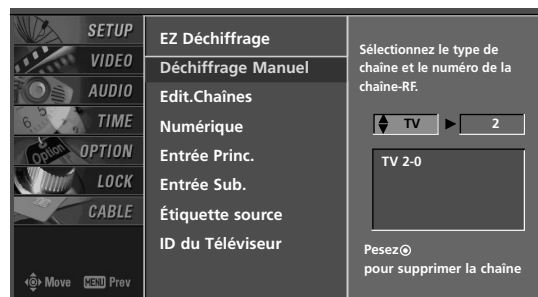 SETUP
VIDEO
AUDIO
TIME
OPTION
Option
LOCK
CABLE
Move MENU Prev
EZ Déchiffrage
Déchiffrage Manuel
Edit.Chaînes
Numérique
Entrée Princ.
Entrée Sub.
Étiquette source
ID du Téléviseur
Sélectionnez le type de
chaîne et le numéro de la
chaîne-RF.
TV 2
TV 2-0
Pesez
pour supprimer la chaîne